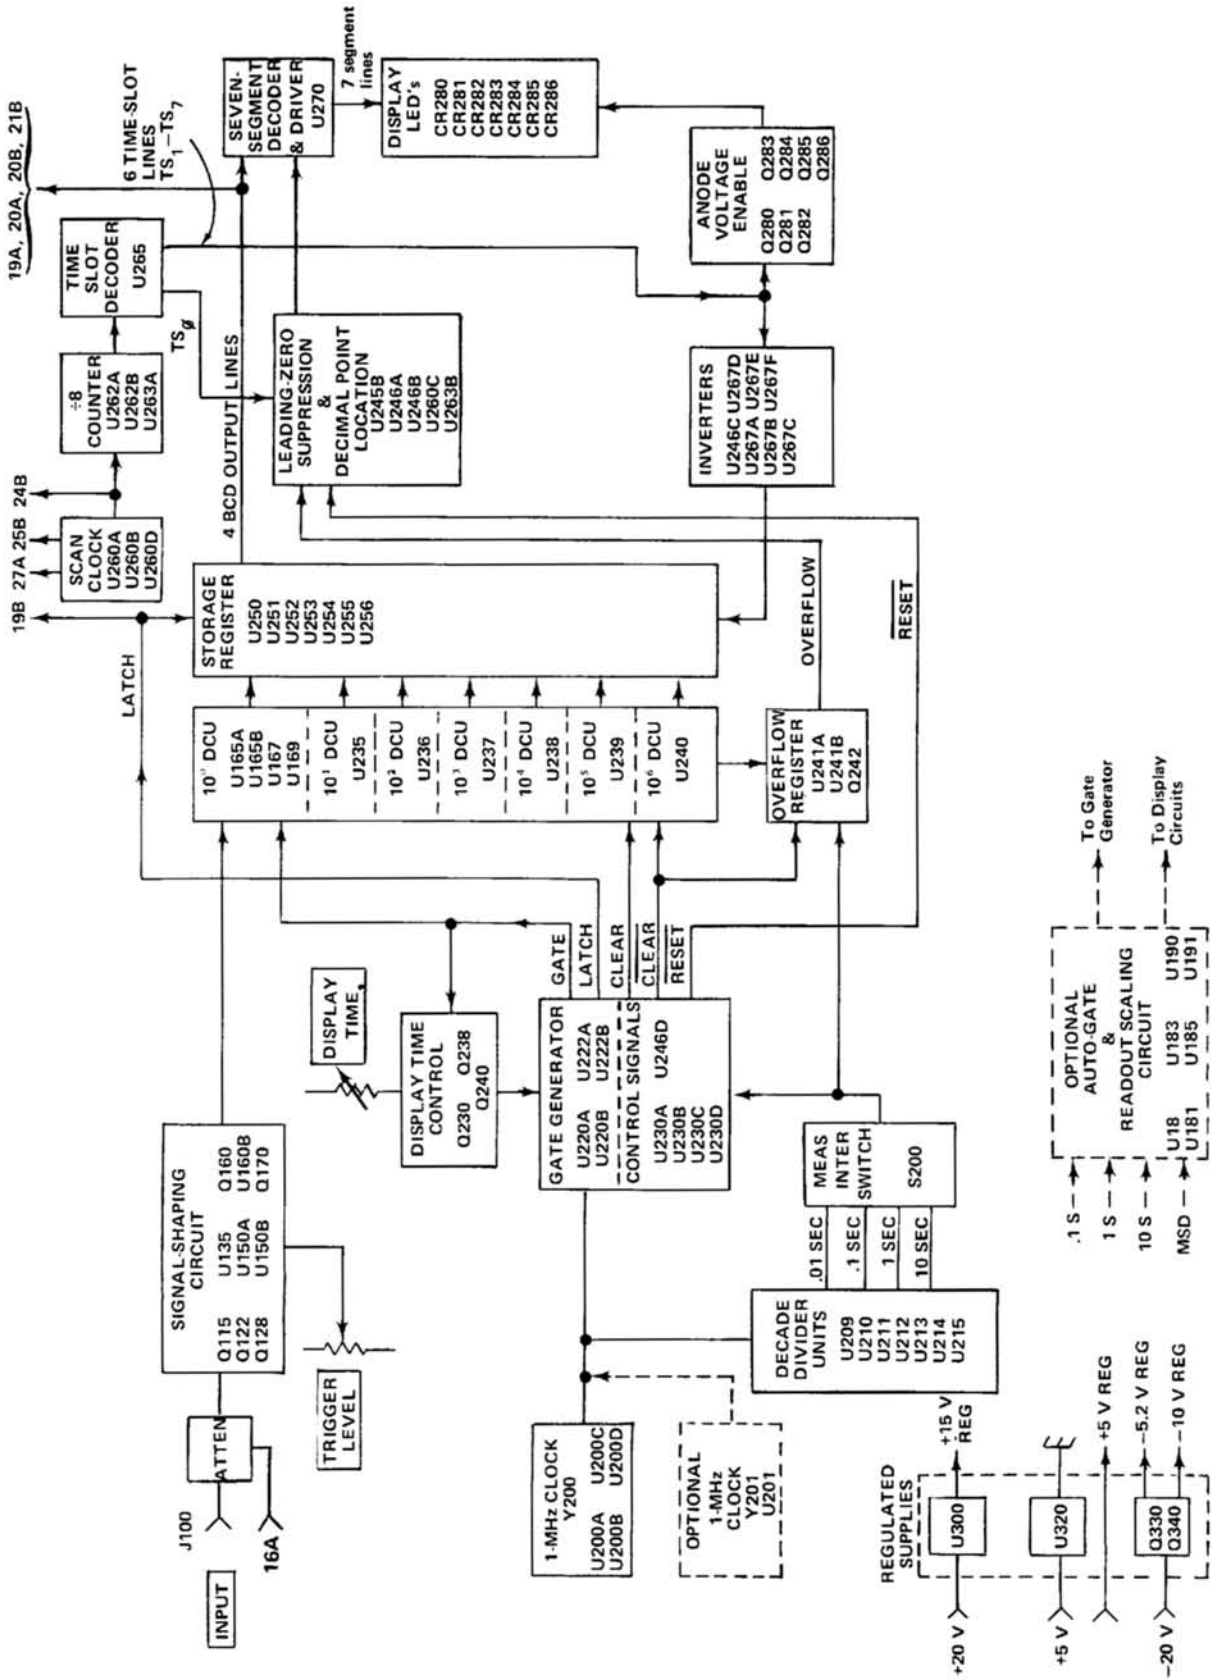 INPUT
J100
16A
ATTEN
TRIGGER
LEVEL
SIGNAL-SHAPING
CIRCUIT
Q115 U135 Q160
Q122 U150A U160B
Q128 U150B Q170
DISPLAY
TIME
DISPLAY TIME
CONTROL
Q230 Q238
Q240
1-MHz CLOCK
Y200
U200A U200C
U200B U200D
OPTIONAL
1-MHz
CLOCK
Y201
U201
GATE GENERATOR
U220A U222A
U220B U222B
CONTROL SIGNALS
U230A U246D
U230B
U230C
U230D
GATE
LATCH
CLEAR
CLEAR
RESET
DECADE
DIVIDER
UNITS
U209
U210
U211
U212
U213
U214
U215
.01 SEC
.1 SEC
1 SEC
10 SEC
MEAS
INTER
SWITCH
S200
LATCH
10⁰ DCU
U165A
U165B
U167
U169
10¹ DCU
U235
10² DCU
U236
10³ DCU
U237
10⁴ DCU
U238
10⁵ DCU
U239
10⁶ DCU
U240
OVERFLOW
REGISTER
U241A
U241B
Q242
OVERFLOW
RESET
STORAGE
REGISTER
U250
U251
U252
U253
U254
U255
U256
19B 27A 25B 24B
SCAN
CLOCK
U260A
U260B
U260D
÷8
COUNTER
U262A
U262B
U263A
TIME
SLOT
DECODER
U265
TSø
4 BCD OUTPUT LINES
LEADING-ZERO
SUPPRESSION
&
DECIMAL POINT
LOCATION
U245B
U246A
U246B
U260C
U263B
19A, 20A, 20B, 21B
6 TIME-SLOT
LINES
TS1–TS7
SEVEN-
SEGMENT
DECODER
& DRIVER
U270
7 segment
lines
DISPLAY
LED's
CR280
CR281
CR282
CR283
CR284
CR285
CR286
ANODE
VOLTAGE
ENABLE
Q280 Q283
Q281 Q284
Q282 Q285
Q286
INVERTERS
U246C U267D
U267A U267E
U267B U267F
U267C
REGULATED
SUPPLIES
+20 V
U300
+15 V
REG
+5 V
U320
+5 V REG
-20 V
Q330
Q340
-5.2 V REG
-10 V REG
.1 S
1 S
10 S
MSD
OPTIONAL
AUTO-GATE
&
READOUT SCALING
CIRCUIT
U18 U183 U190
U181 U185 U191
To Gate
Generator
To Display
Circuits